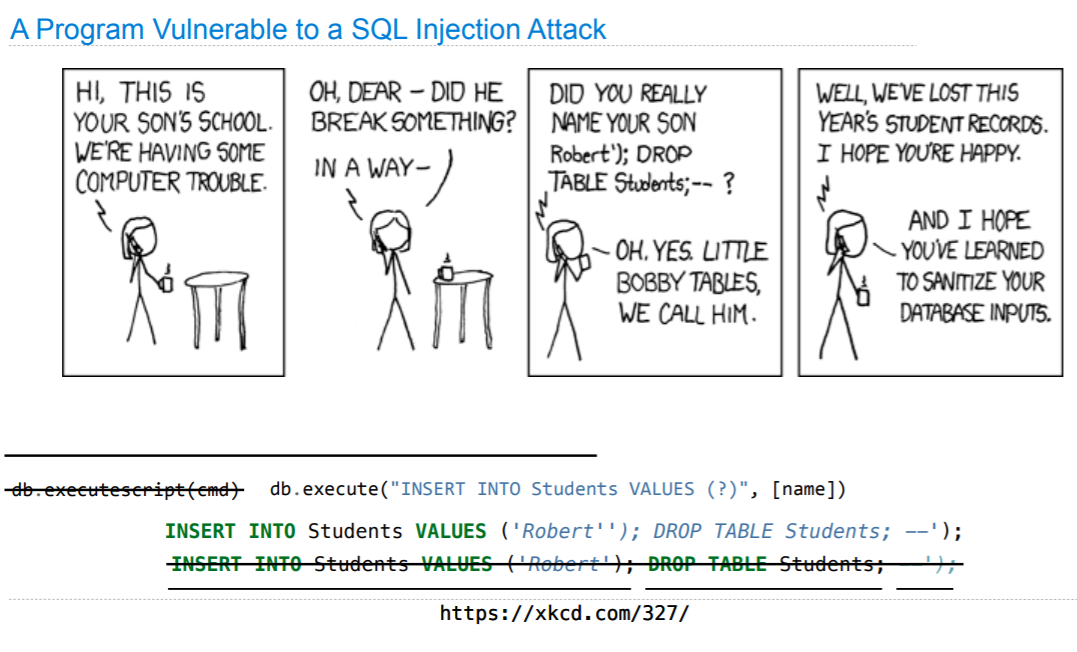 A Program Vulnerable to a SQL Injection Attack
HI, THIS IS
YOUR SON'S SCHOOL.
WE'RE HAVING SOME
COMPUTER TROUBLE.
OH, DEAR – DID HE
BREAK SOMETHING?
IN A WAY–
DID YOU REALLY
NAME YOUR SON
Robert'); DROP
TABLE Students;-- ?
OH, YES. LITTLE
BOBBY TABLES,
WE CALL HIM.
WELL, WE'VE LOST THIS
YEAR'S STUDENT RECORDS.
I HOPE YOU'RE HAPPY.
AND I HOPE
YOU'VE LEARNED
TO SANITIZE YOUR
DATABASE INPUTS.
db.executescript(cmd) db.execute("INSERT INTO Students VALUES (?)", [name])
INSERT INTO Students VALUES ('Robert''); DROP TABLE Students; --');
INSERT INTO Students VALUES ('Robert'); DROP TABLE Students; --');
https://xkcd.com/327/